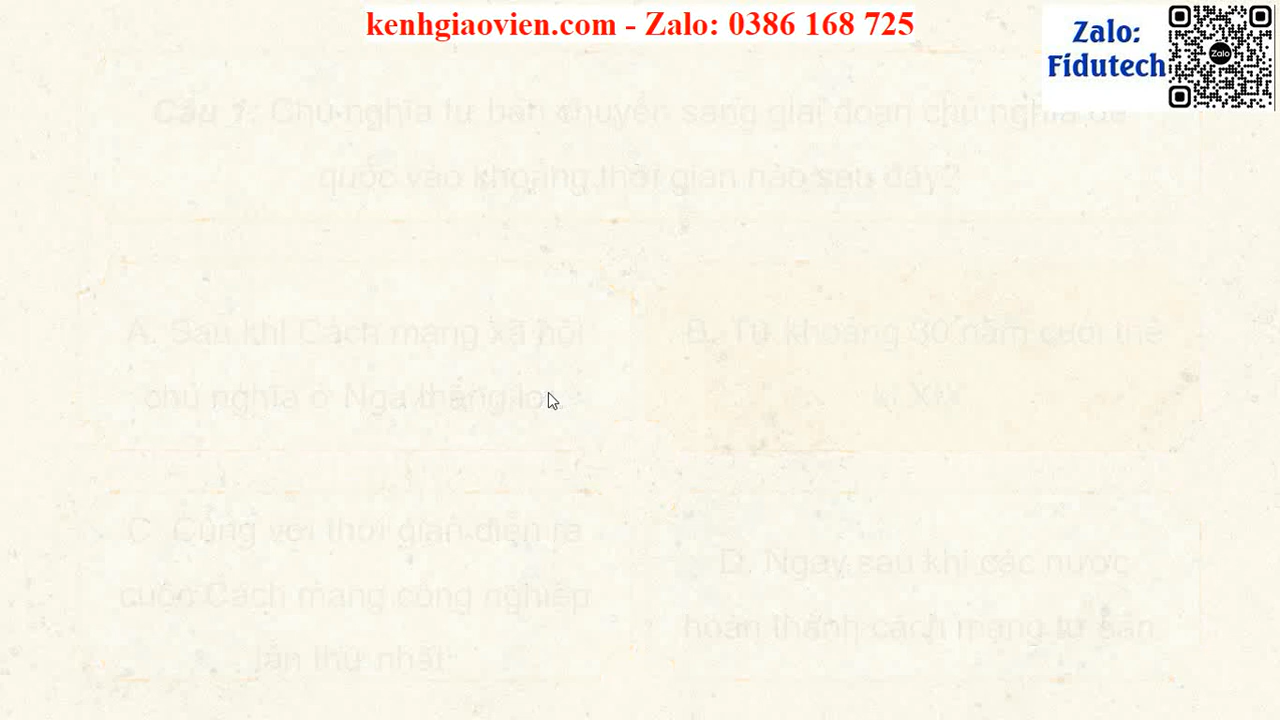 kenhgiaovien.com - Zalo: 0386 168 725
Zalo:
Fidutech
Zalo
Câu 1: Chủ nghĩa tư bản chuyển sang giai đoạn chủ nghĩa đế
quốc vào khoảng thời gian nào sau đây?
A. Sau khi Cách mạng xã hội
chủ nghĩa ở Nga thắng lợi.
B. Từ khoảng 30 năm cuối thế
kỉ XIX.
C. Cùng với thời gian diễn ra
cuộc Cách mạng công nghiệp
lần thứ nhất.
D. Ngay sau khi các nước
hoàn thành cách mạng tư sản.